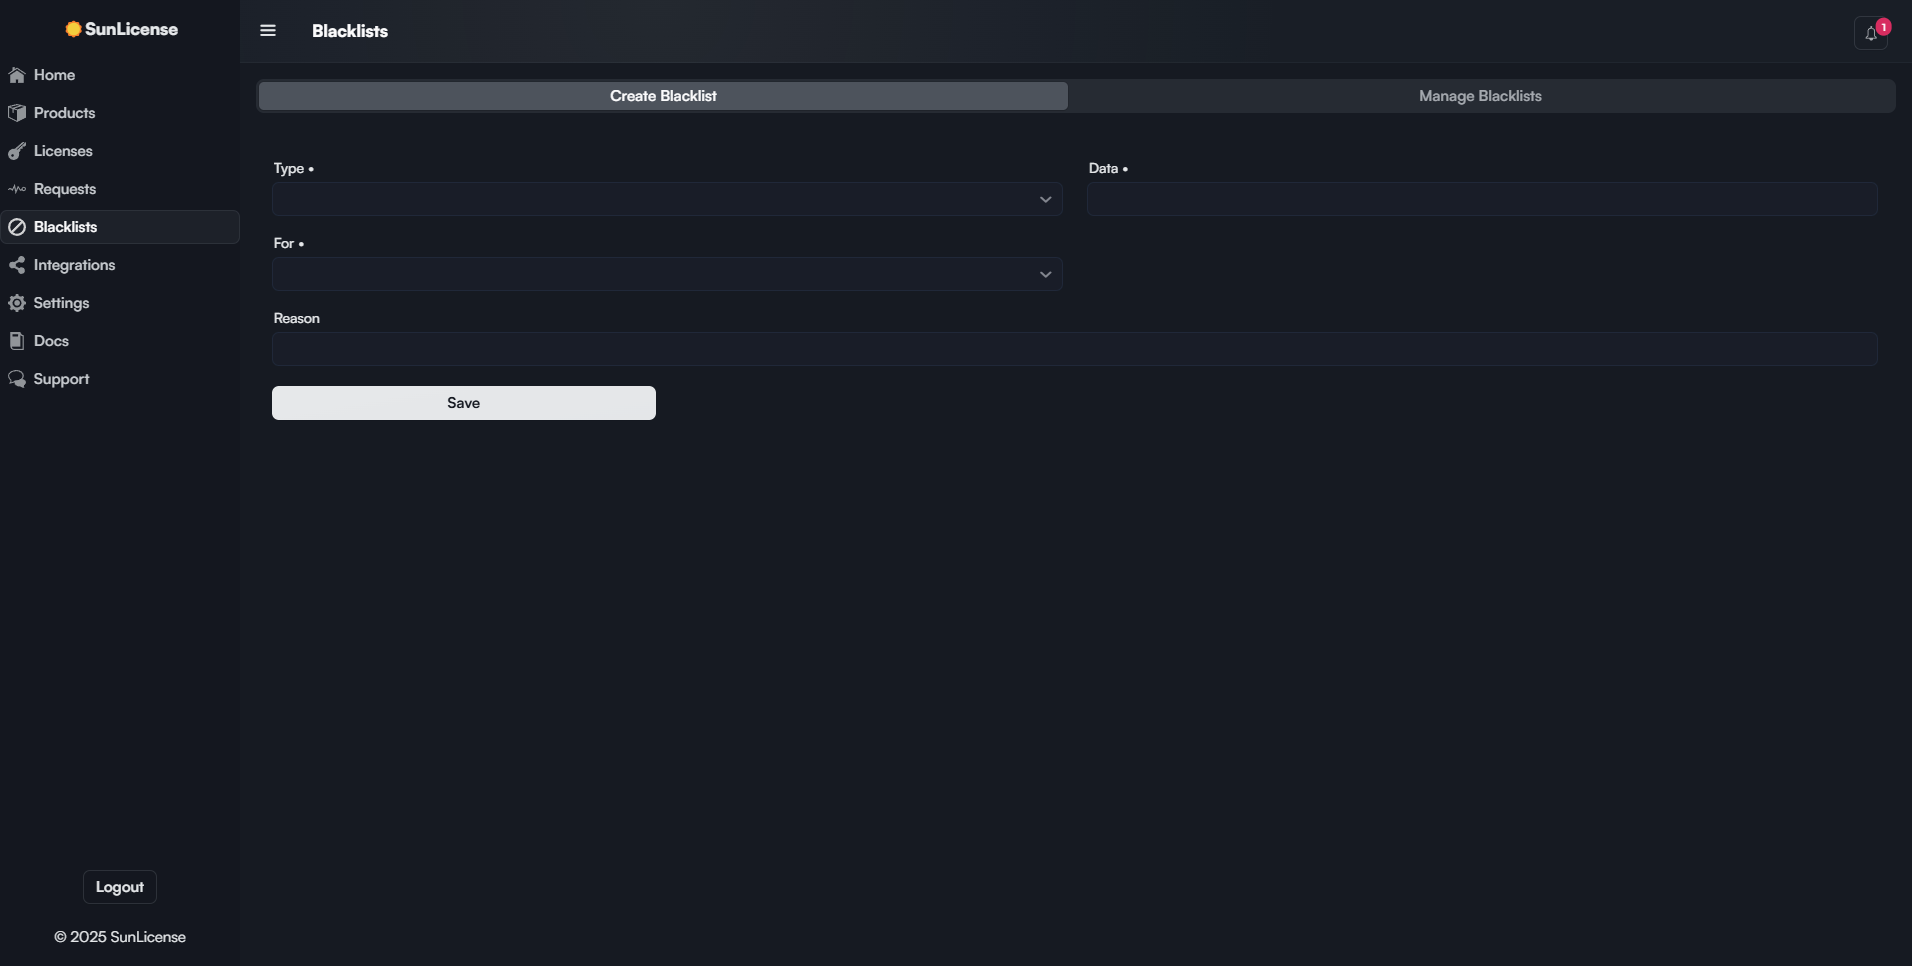 SunLicense
Home
Products
Licenses
Requests
Blacklists
Integrations
Settings
Docs
Support
Logout
© 2025 SunLicense
Blacklists
1
Create Blacklist
Manage Blacklists
Type •
Data •
For •
Reason
Save